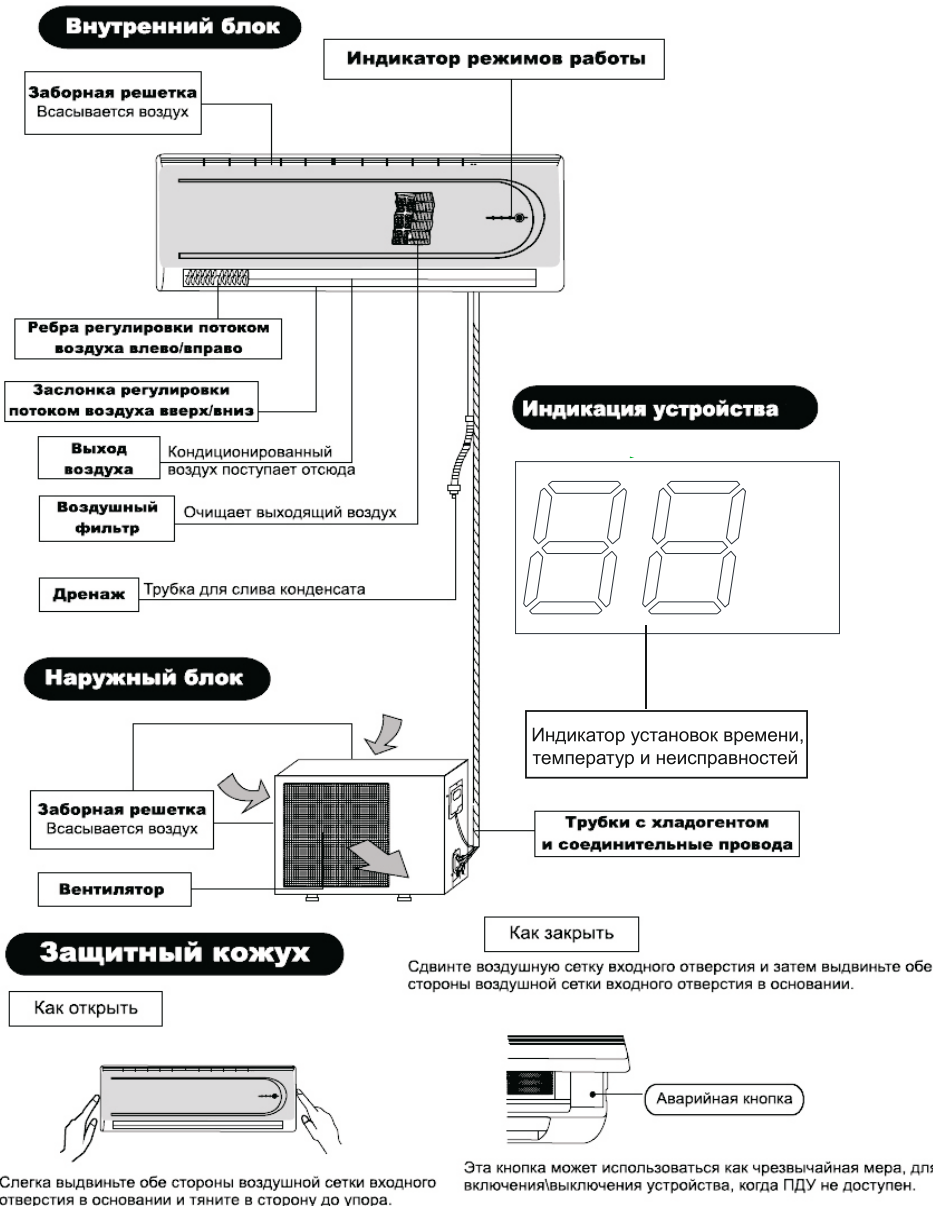 Внутренний блок
Индикатор режимов работы
Заборная решетка
Всасывается воздух
Ребра регулировки потоком
воздуха влево/вправо
Заслонка регулировки
потоком воздуха вверх/вниз
Выход
воздуха
Кондиционированный
воздух поступает отсюда
Воздушный
фильтр
Очищает выходящий воздух
Дренаж
Трубка для слива конденсата
Индикация устройства
88
Индикатор установок времени,
температур и неисправностей
Наружный блок
Заборная решетка
Всасывается воздух
Вентилятор
Трубки с хладогентом
и соединительные провода
Защитный кожух
Как открыть
Слегка выдвиньте обе стороны воздушной сетки входного
отверстия в основании и тяните в сторону до упора.
Как закрыть
Сдвинте воздушную сетку входного отверстия и затем выдвиньте обе
стороны воздушной сетки входного отверстия в основании.
Аварийная кнопка
Эта кнопка может использоваться как чрезвычайная мера, для
включения\выключения устройства, когда ПДУ не доступен.